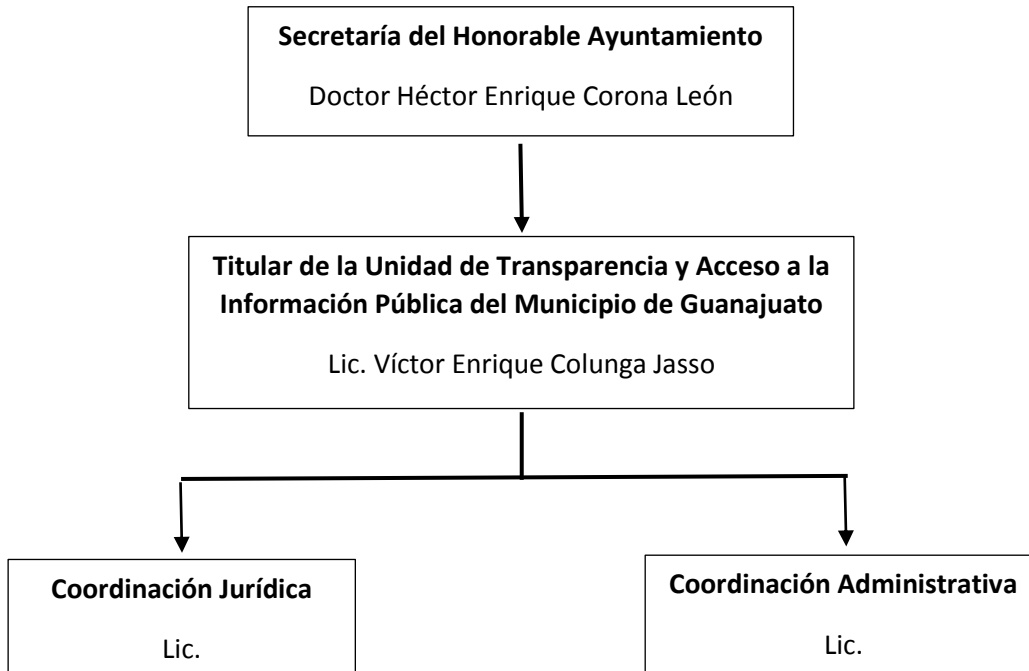 Secretaría del Honorable Ayuntamiento
Doctor Héctor Enrique Corona León
Titular de la Unidad de Transparencia y Acceso a la
Información Pública del Municipio de Guanajuato
Lic. Víctor Enrique Colunga Jasso
Coordinación Jurídica
Lic.
Coordinación Administrativa
Lic.